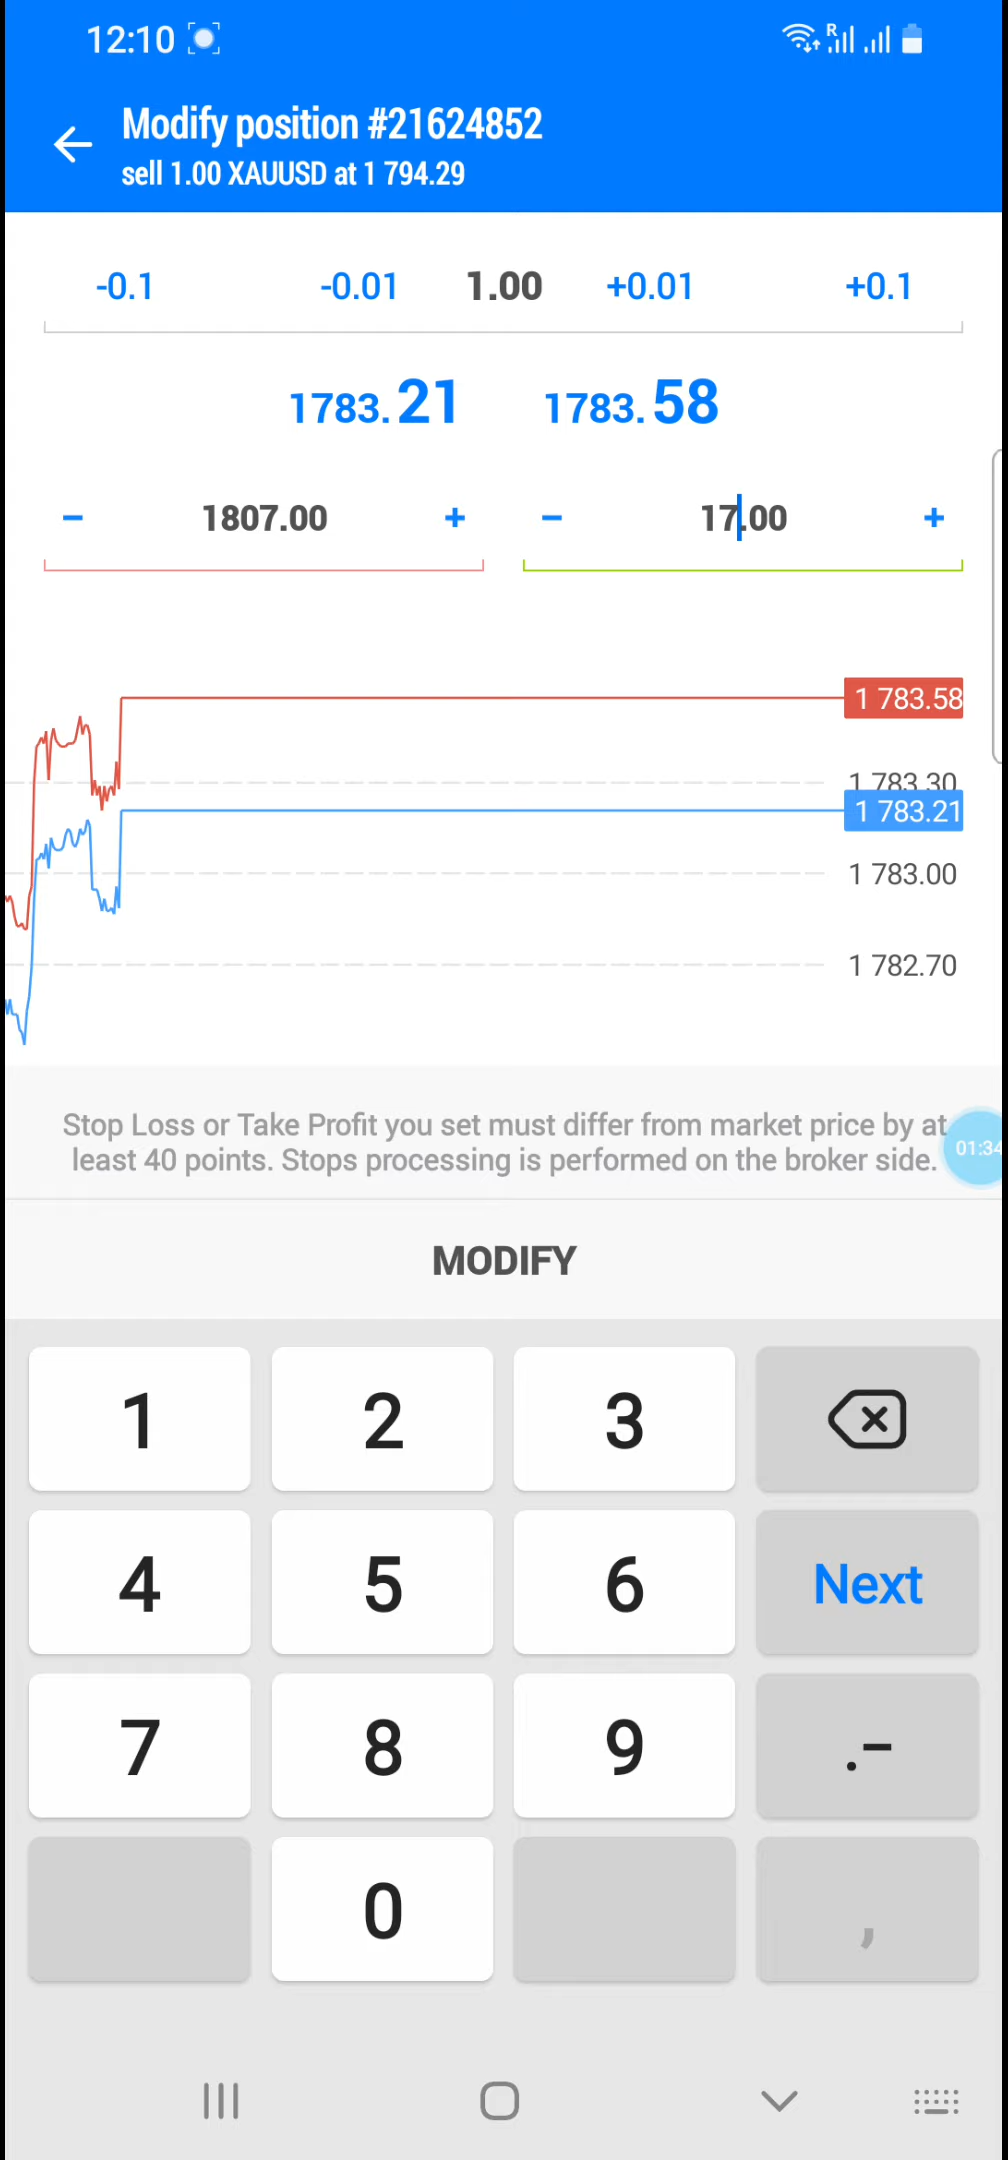 12:10
R
Modify position #21624852
sell 1.00 XAUUSD at 1 794.29
-0.1 -0.01 1.00 +0.01 +0.1
1783.21 1783.58
− 1807.00 + − 17.00 +
1 783.58
1 783.30
1 783.21
1 783.00
1 782.70
Stop Loss or Take Profit you set must differ from market price by at
least 40 points. Stops processing is performed on the broker side.
01:34
MODIFY
1 2 3
4 5 6 Next
7 8 9 .−
0 ,